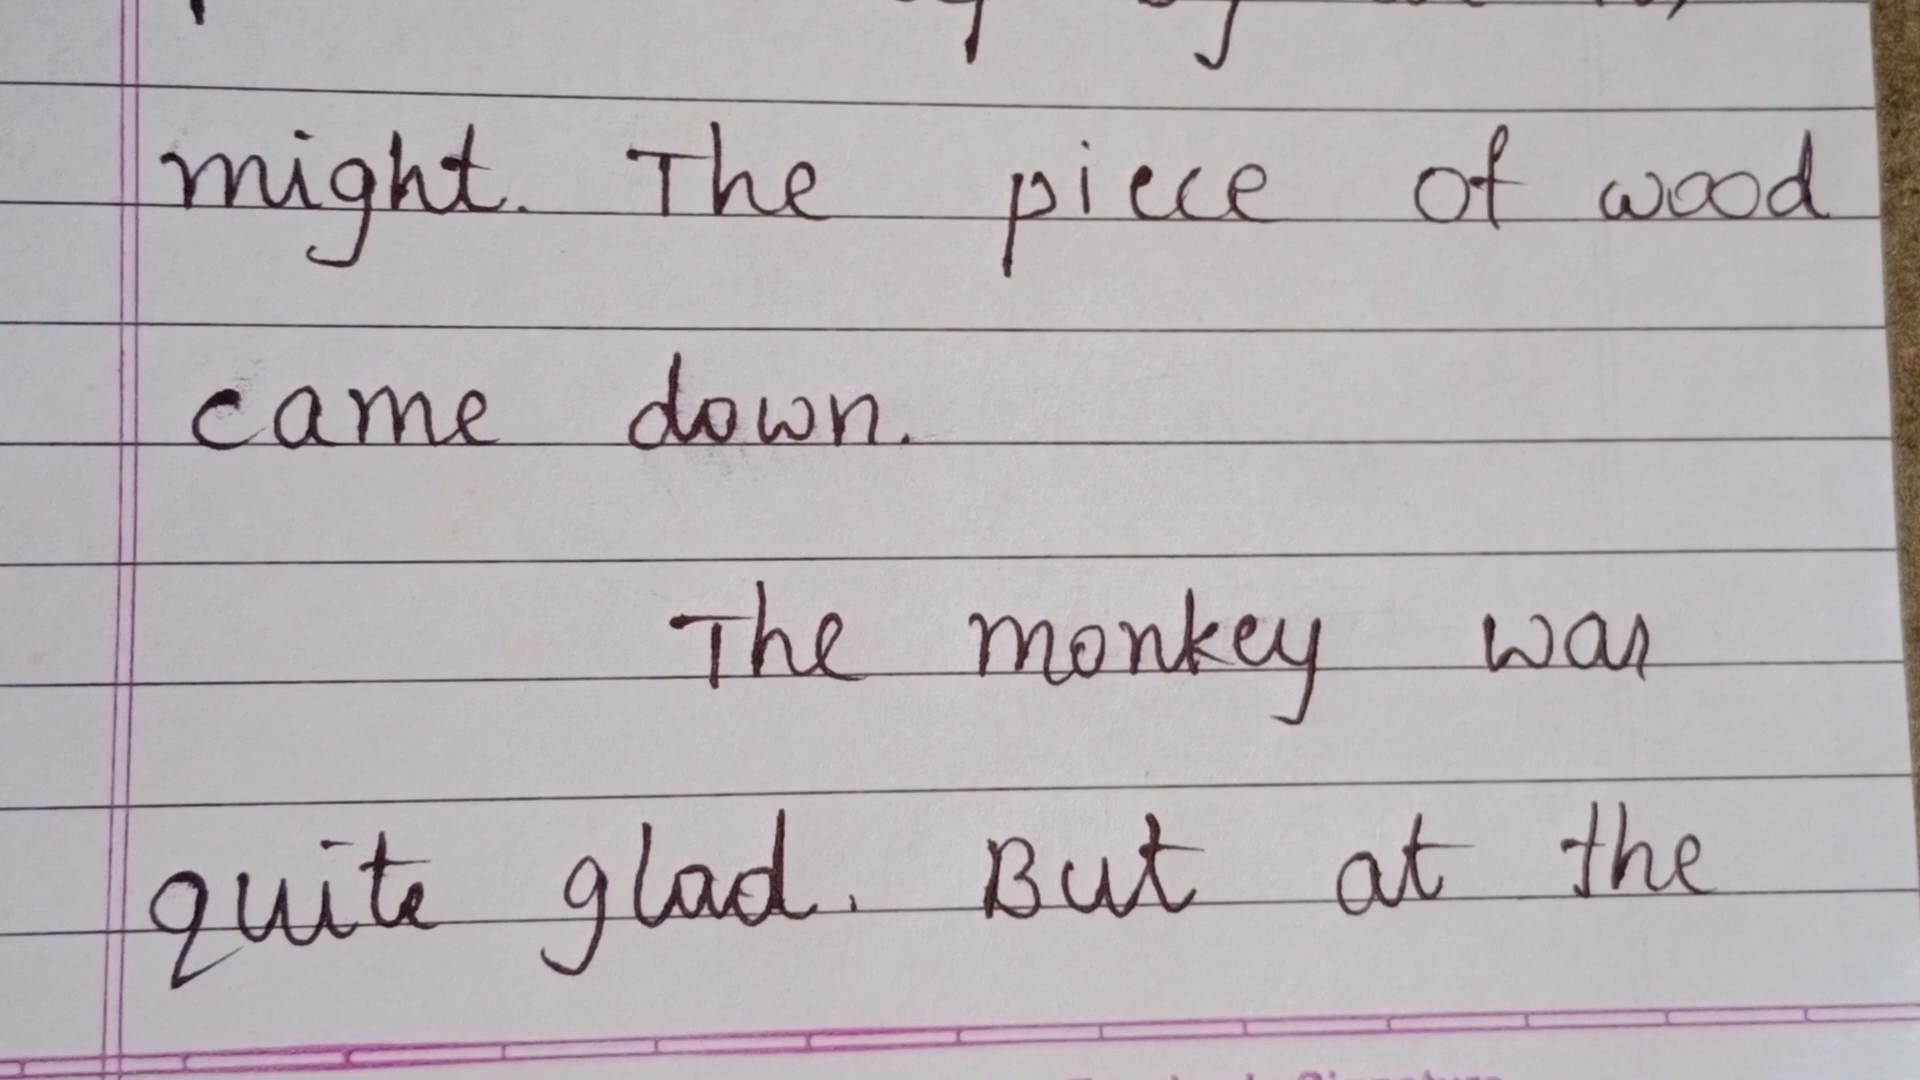 might. The piece of wood
came down.
The monkey was
quite glad. But at the